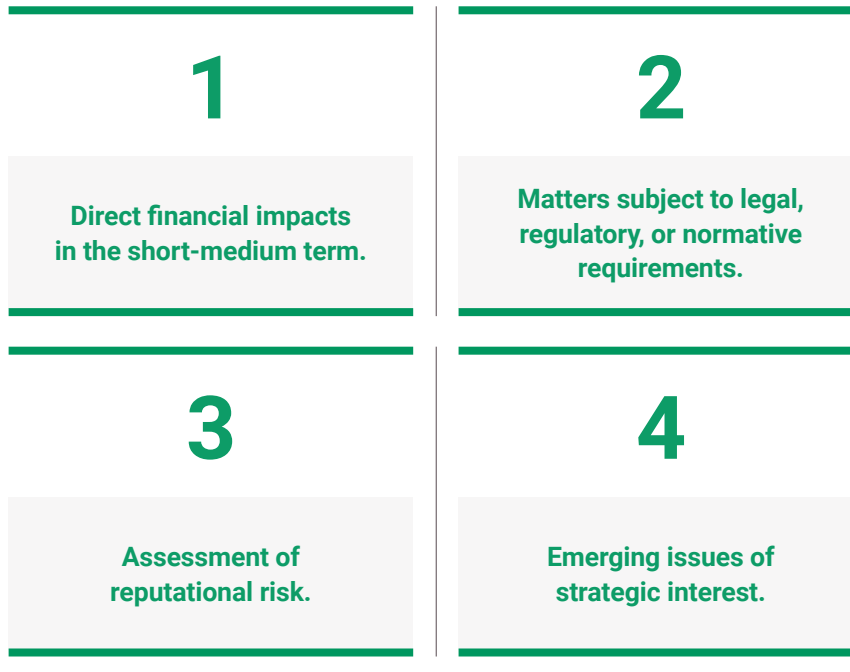 1
Direct financial impacts
in the short-medium term.
2
Matters subject to legal,
regulatory, or normative
requirements.
3
Assessment of
reputational risk.
4
Emerging issues of
strategic interest.